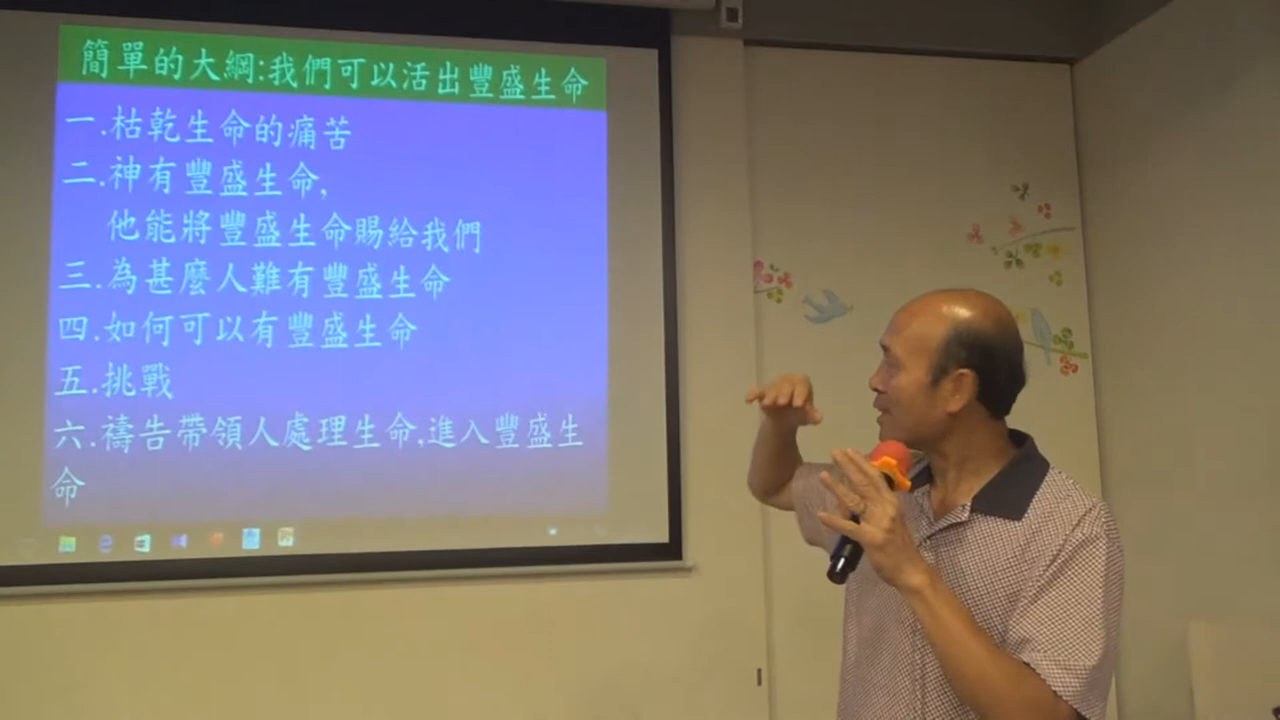 簡單的大綱:我們可以活出豐盛生命
一.枯乾生命的痛苦
二.神有豐盛生命,
他能將豐盛生命賜給我們
三.為甚麼人難有豐盛生命
四.如何可以有豐盛生命
五.挑戰
六.禱告帶領人處理生命,進入豐盛生
命